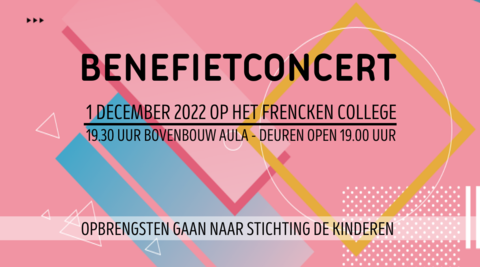 BENEFIETCONCERT
1 DECEMBER 2022 OP HET FRENCKEN COLLEGE
19.30 UUR BOVENBOUW AULA - DEUREN OPEN 19.00 UUR
OPBRENGSTEN GAAN NAAR STICHTING DE KINDEREN